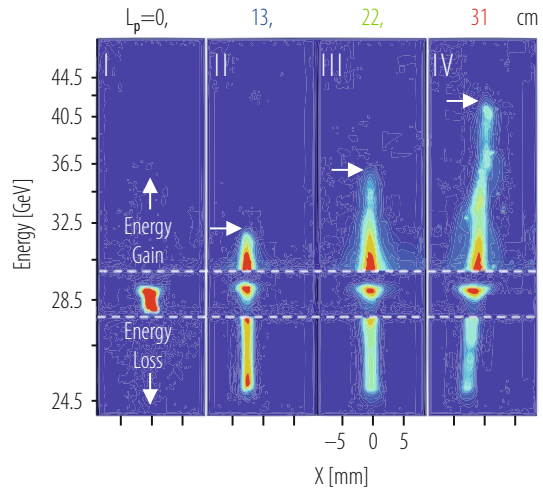 Lp=0, 13, 22, 31 cm
I II III IV
44.5
40.5
36.5
32.5
28.5
24.5
Energy [GeV]
Energy
Gain
Energy
Loss
–5 0 5
X [mm]